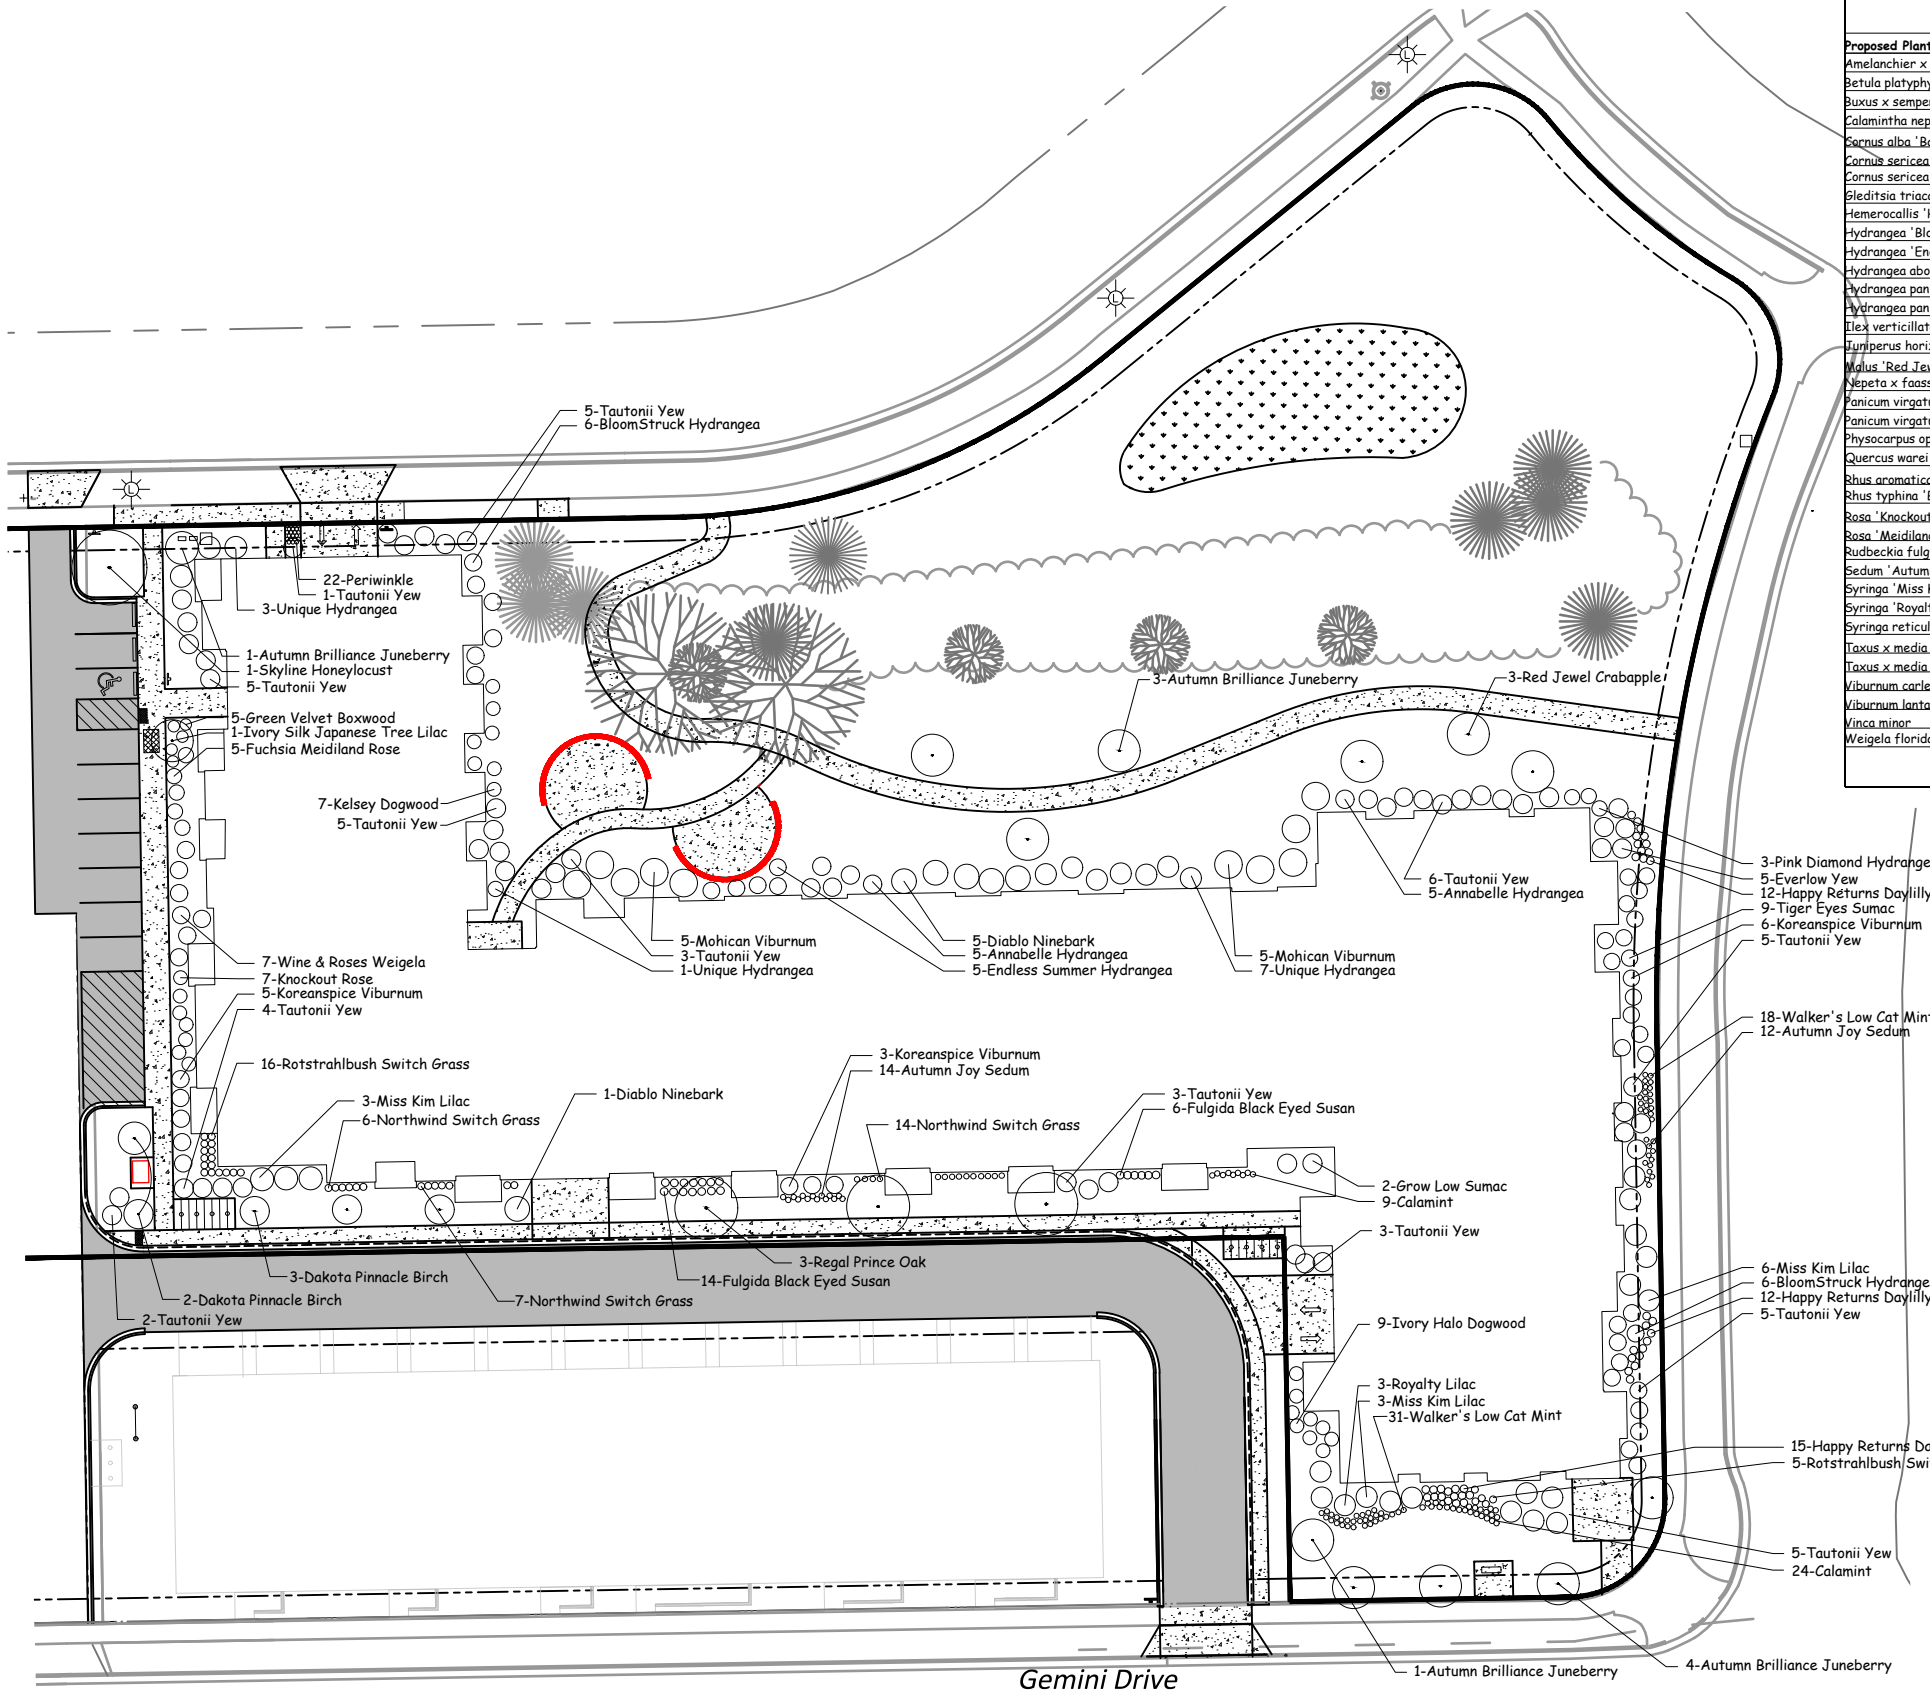 Proposed Plant
Amelanchier x
Betula platyphy
Buxus x sempe
Calamintha nep
Cornus alba 'Ba
Cornus sericea
Cornus sericea
Gleditsia triac
Hemerocallis 'H
Hydrangea 'Blo
Hydrangea 'End
Hydrangea abo
Hydrangea pan
Hydrangea pan
Ilex verticillat
Juniperus hori
Malus 'Red Jew
Nepeta x faass
Panicum virgat
Panicum virgat
Physocarpus op
Quercus warei
Rhus aromatica
Rhus typhina 'B
Rosa 'Knockout
Rosa 'Meidiland
Rudbeckia fulg
Sedum 'Autum
Syringa 'Miss K
Syringa 'Royalt
Syringa reticul
Taxus x media
Taxus x media
Viburnum carle
Viburnum lanta
Vinca minor
Weigela florida
5-Tautonii Yew
6-BloomStruck Hydrangea
22-Periwinkle
1-Tautonii Yew
3-Unique Hydrangea
1-Autumn Brilliance Juneberry
1-Skyline Honeylocust
5-Tautonii Yew
5-Green Velvet Boxwood
1-Ivory Silk Japanese Tree Lilac
5-Fuchsia Meidiland Rose
3-Autumn Brilliance Juneberry
3-Red Jewel Crabapple
7-Kelsey Dogwood
5-Tautonii Yew
3-Pink Diamond Hydrange
5-Everlow Yew
12-Happy Returns Daylilly
9-Tiger Eyes Sumac
6-Koreanspice Viburnum
5-Tautonii Yew
6-Tautonii Yew
5-Annabelle Hydrangea
5-Mohican Viburnum
3-Tautonii Yew
1-Unique Hydrangea
5-Diablo Ninebark
5-Annabelle Hydrangea
5-Endless Summer Hydrangea
5-Mohican Viburnum
7-Unique Hydrangea
7-Wine & Roses Weigela
7-Knockout Rose
5-Koreanspice Viburnum
4-Tautonii Yew
18-Walker's Low Cat Mint
12-Autumn Joy Sedum
16-Rotstrahlbush Switch Grass
3-Koreanspice Viburnum
14-Autumn Joy Sedum
3-Miss Kim Lilac
6-Northwind Switch Grass
1-Diablo Ninebark
3-Tautonii Yew
6-Fulgida Black Eyed Susan
14-Northwind Switch Grass
2-Grow Low Sumac
9-Calamint
3-Tautonii Yew
3-Regal Prince Oak
14-Fulgida Black Eyed Susan
3-Dakota Pinnacle Birch
2-Dakota Pinnacle Birch
7-Northwind Switch Grass
2-Tautonii Yew
6-Miss Kim Lilac
6-BloomStruck Hydrange
12-Happy Returns Daylilly
5-Tautonii Yew
9-Ivory Halo Dogwood
3-Royalty Lilac
3-Miss Kim Lilac
31-Walker's Low Cat Mint
15-Happy Returns Da
5-Rotstrahlbush Swi
5-Tautonii Yew
24-Calamint
1-Autumn Brilliance Juneberry
4-Autumn Brilliance Juneberry
Gemini Drive